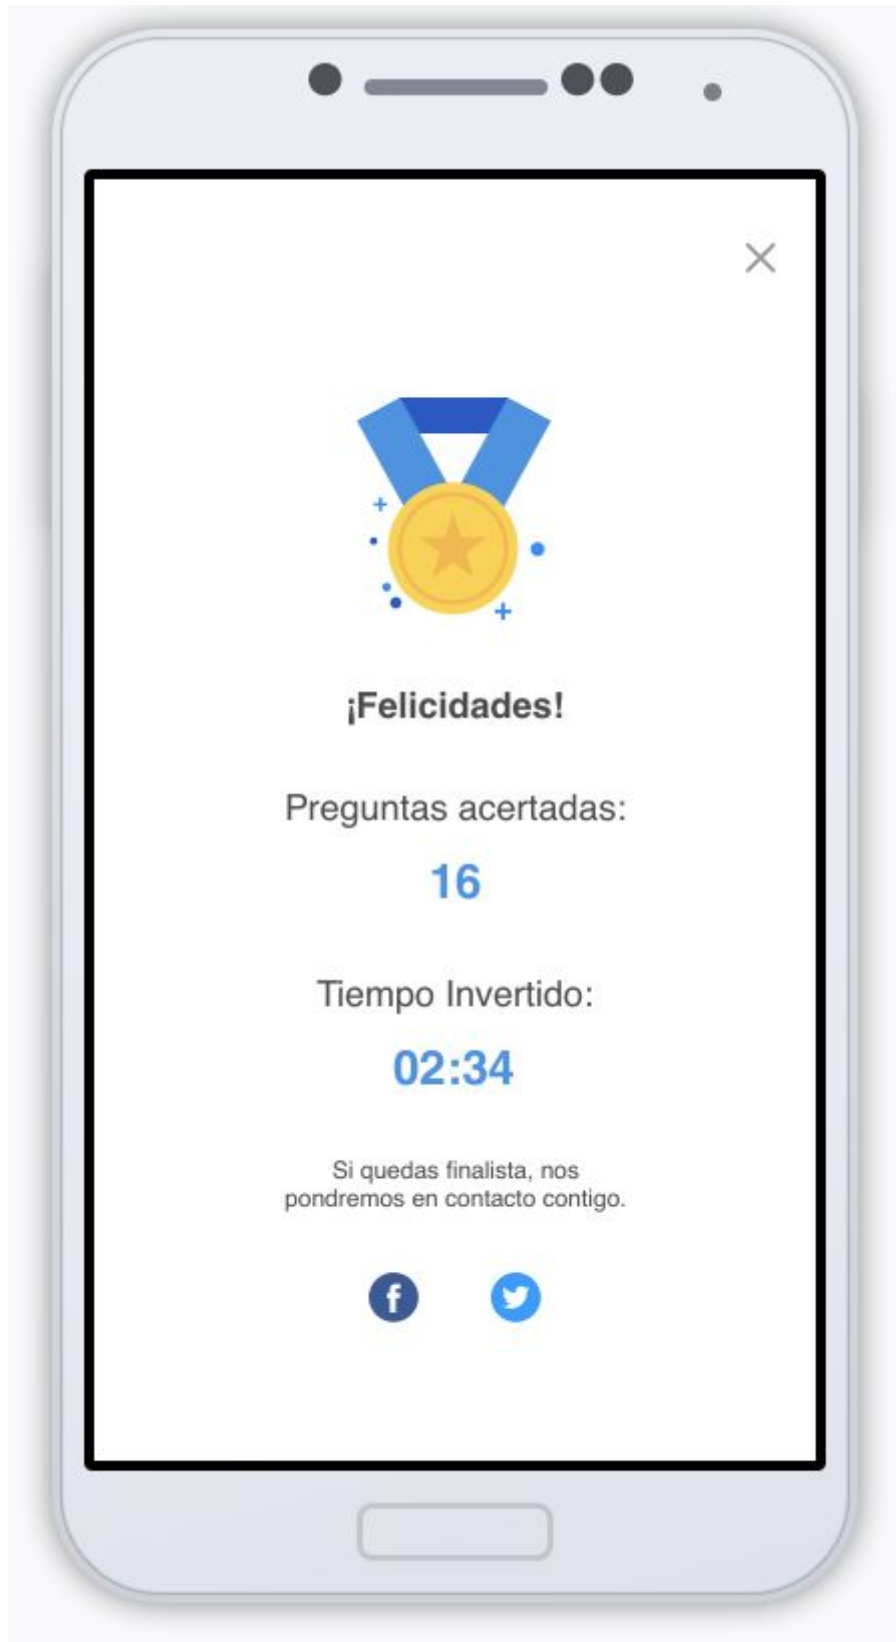 ¡Felicidades!
Preguntas acertadas:
16
Tiempo Invertido:
02:34
Si quedas finalista, nos
pondremos en contacto contigo.